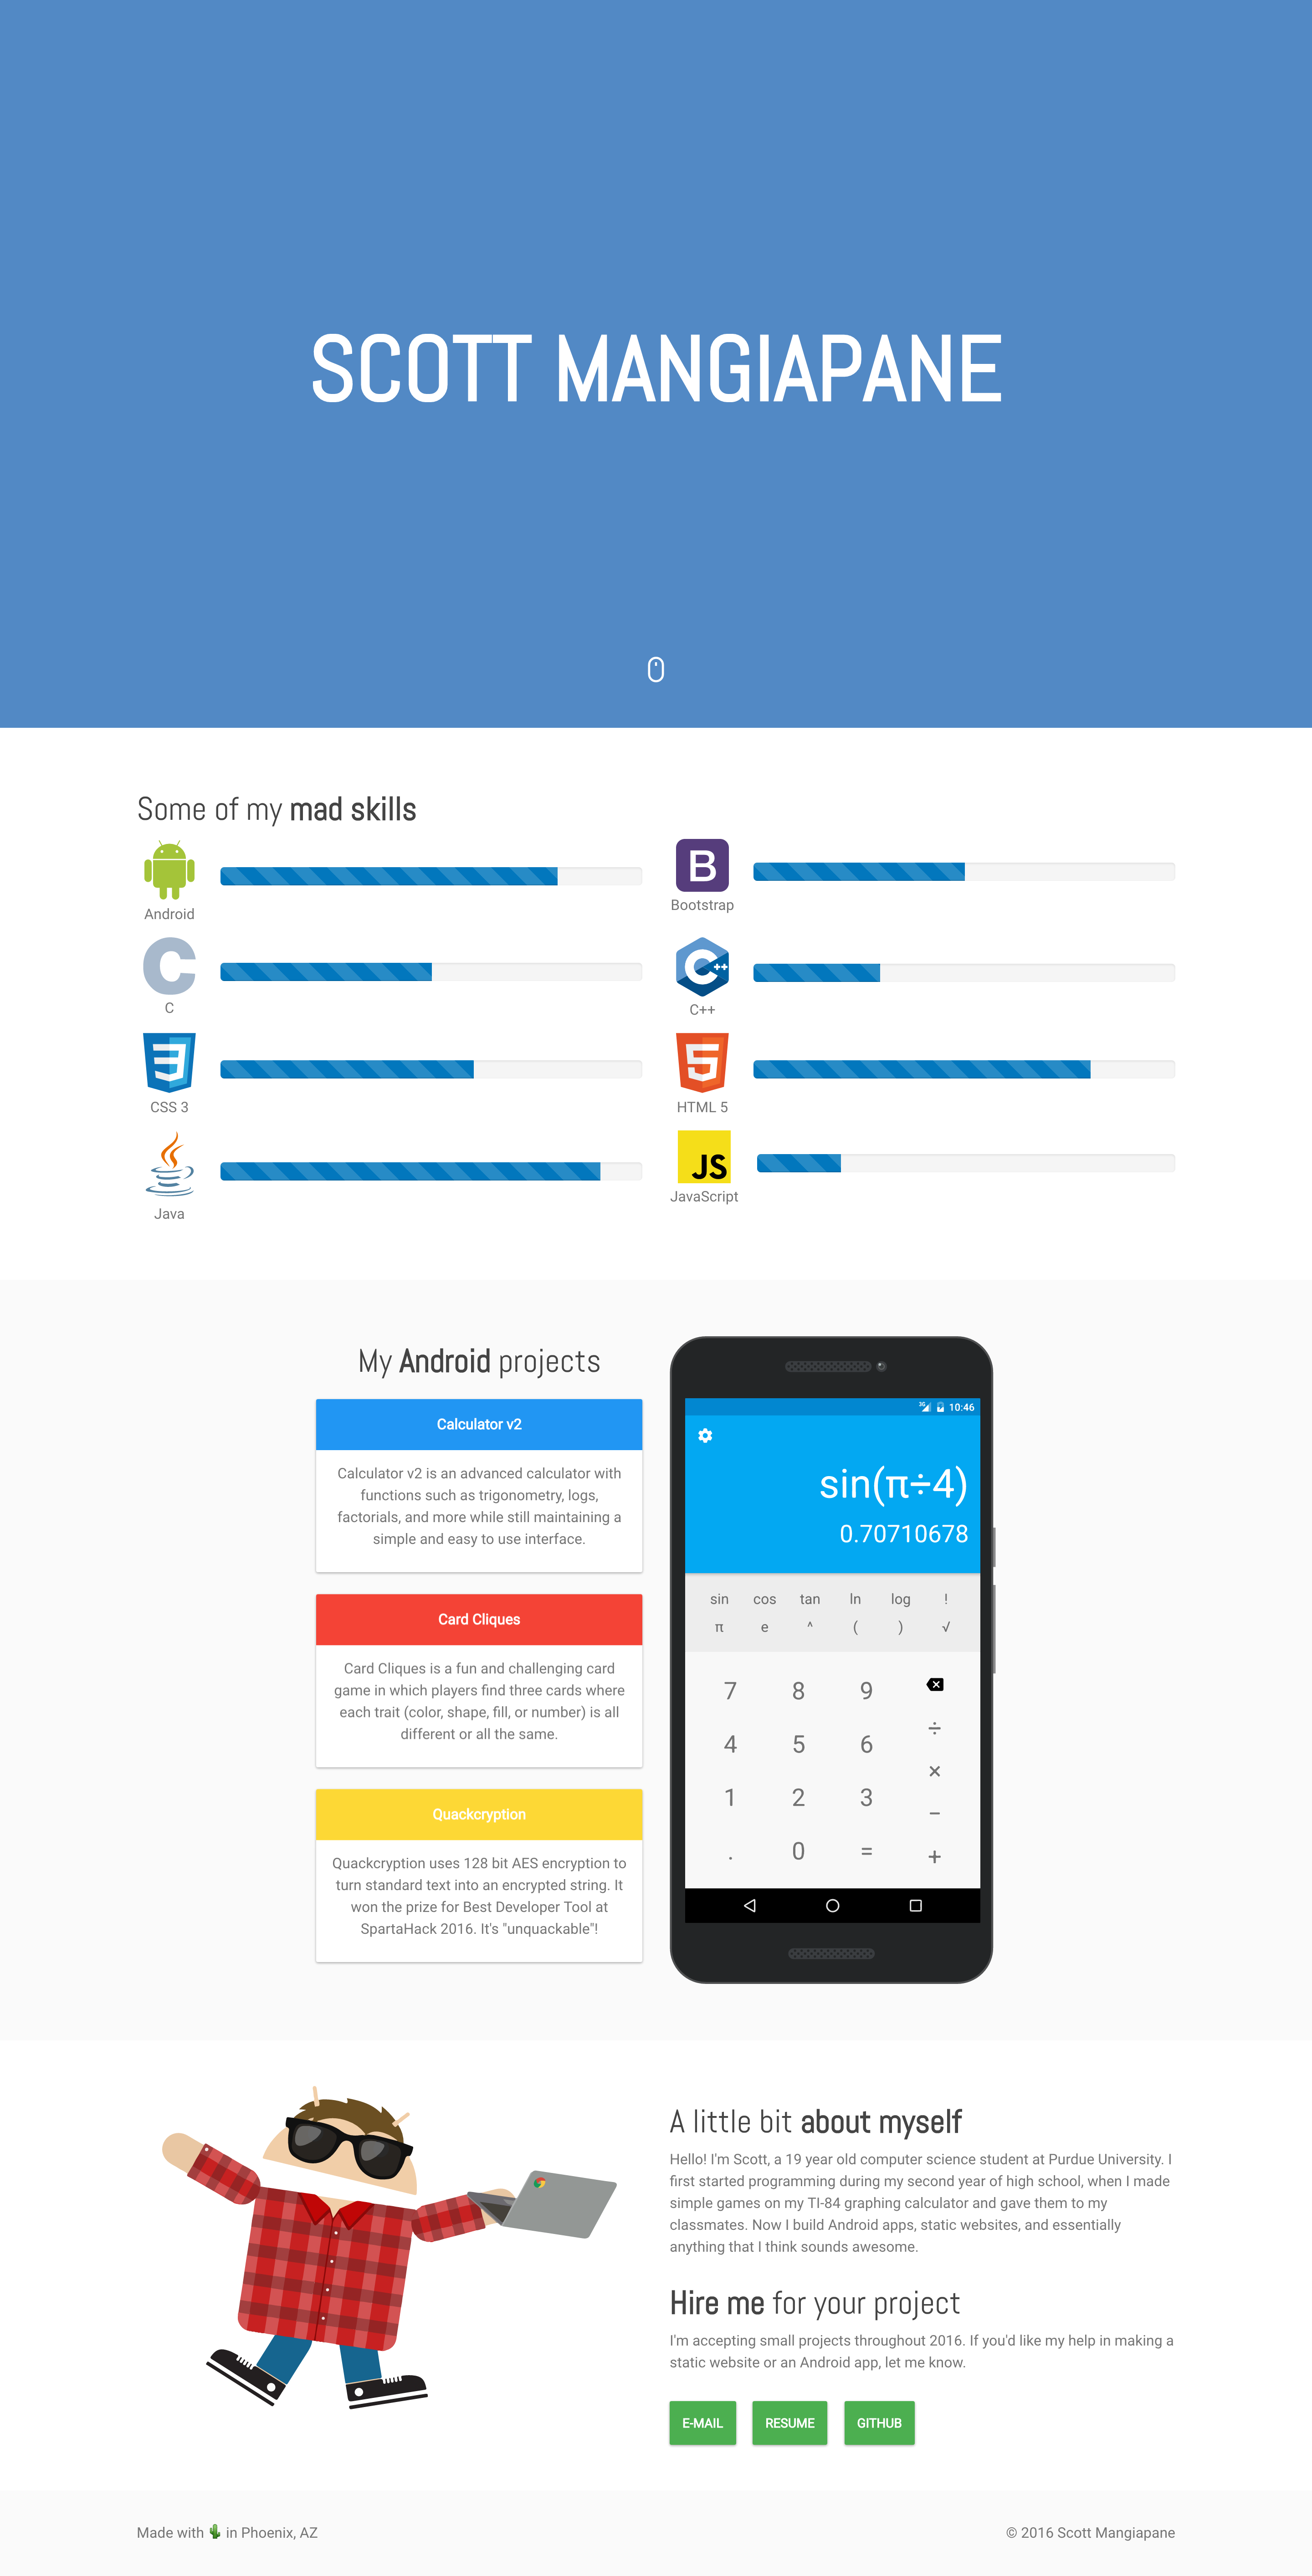 SCOTT MANGIAPANE
Some of my mad skills
Android
B
Bootstrap
C
C
C++
C++
3
CSS 3
5
HTML 5
Java
JS
JavaScript
My Android projects
Calculator v2
Calculator v2 is an advanced calculator with
functions such as trigonometry, logs,
factorials, and more while still maintaining a
simple and easy to use interface.
Card Cliques
Card Cliques is a fun and challenging card
game in which players find three cards where
each trait (color, shape, fill, or number) is all
different or all the same.
Quackcryption
Quackcryption uses 128 bit AES encryption to
turn standard text into an encrypted string. It
won the prize for Best Developer Tool at
SpartaHack 2016. It's "unquackable"!
3G 10:46
sin(π÷4)
0.70710678
sin cos tan ln log !
π e ^ ( ) √
7 8 9
÷
4 5 6
×
1 2 3
−
. 0 = +
A little bit about myself
Hello! I'm Scott, a 19 year old computer science student at Purdue University. I
first started programming during my second year of high school, when I made
simple games on my TI-84 graphing calculator and gave them to my
classmates. Now I build Android apps, static websites, and essentially
anything that I think sounds awesome.
Hire me for your project
I'm accepting small projects throughout 2016. If you'd like my help in making a
static website or an Android app, let me know.
E-MAIL RESUME GITHUB
Made with 🌵 in Phoenix, AZ
© 2016 Scott Mangiapane